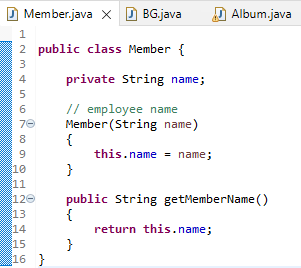 Member.java BG.java Album.java
1
2 public class Member {
3
4 private String name;
5
6 // employee name
7 Member(String name)
8 {
9 this.name = name;
10 }
11
12 public String getMemberName()
13 {
14 return this.name;
15 }
16 }